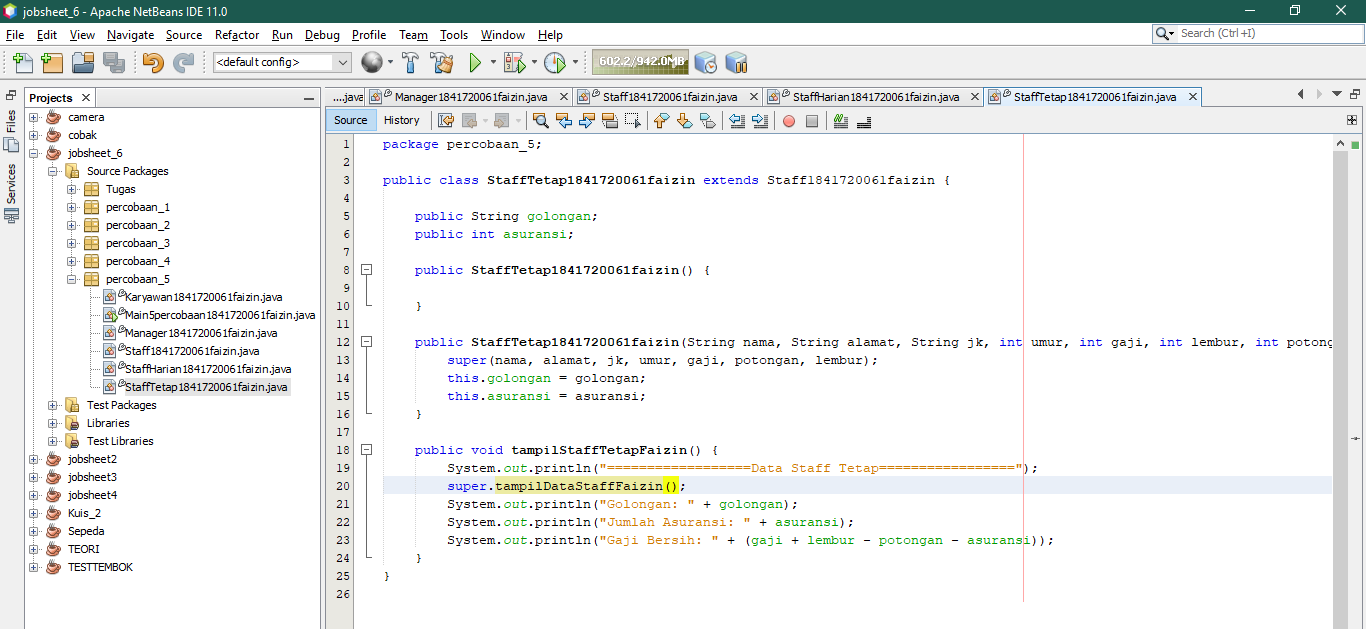 jobsheet_6 - Apache NetBeans IDE 11.0
File Edit View Navigate Source Refactor Run Debug Profile Team Tools Window Help
Search (Ctrl+I)
<default config>
602.2/942.0MB
Projects
....java Manager1841720061faizin.java Staff1841720061faizin.java StaffHarian1841720061faizin.java StaffTetap1841720061faizin.java
Source History
Files
Services
camera
cobak
jobsheet_6
Source Packages
Tugas
percobaan_1
percobaan_2
percobaan_3
percobaan_4
percobaan_5
Karyawan1841720061faizin.java
Main5percobaan1841720061faizin.java
Manager1841720061faizin.java
Staff1841720061faizin.java
StaffHarian1841720061faizin.java
StaffTetap1841720061faizin.java
Test Packages
Libraries
Test Libraries
jobsheet2
jobsheet3
jobsheet4
Kuis_2
Sepeda
TEORI
TESTTEMBOK
1 package percobaan_5;
2
3 public class StaffTetap1841720061faizin extends Staff1841720061faizin {
4
5 public String golongan;
6 public int asuransi;
7
8 public StaffTetap1841720061faizin() {
9
10 }
11
12 public StaffTetap1841720061faizin(String nama, String alamat, String jk, int umur, int gaji, int lembur, int potong
13 super(nama, alamat, jk, umur, gaji, potongan, lembur);
14 this.golongan = golongan;
15 this.asuransi = asuransi;
16 }
17
18 public void tampilStaffTetapFaizin() {
19 System.out.println("==================Data Staff Tetap=================");
20 super.tampilDataStaffFaizin();
21 System.out.println("Golongan: " + golongan);
22 System.out.println("Jumlah Asuransi: " + asuransi);
23 System.out.println("Gaji Bersih: " + (gaji + lembur - potongan - asuransi));
24 }
25 }
26